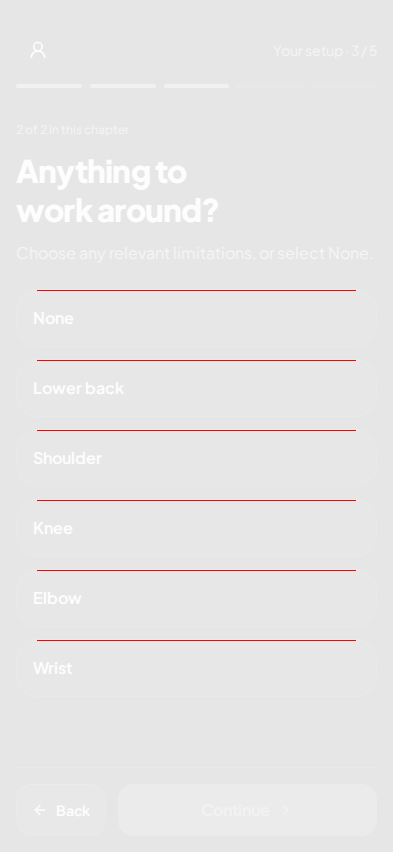 Your setup · 3 / 5
2 of 2 in this chapter
Anything to
work around?
Choose any relevant limitations, or select None.
None
Lower back
Shoulder
Knee
Elbow
Wrist
Back
Continue